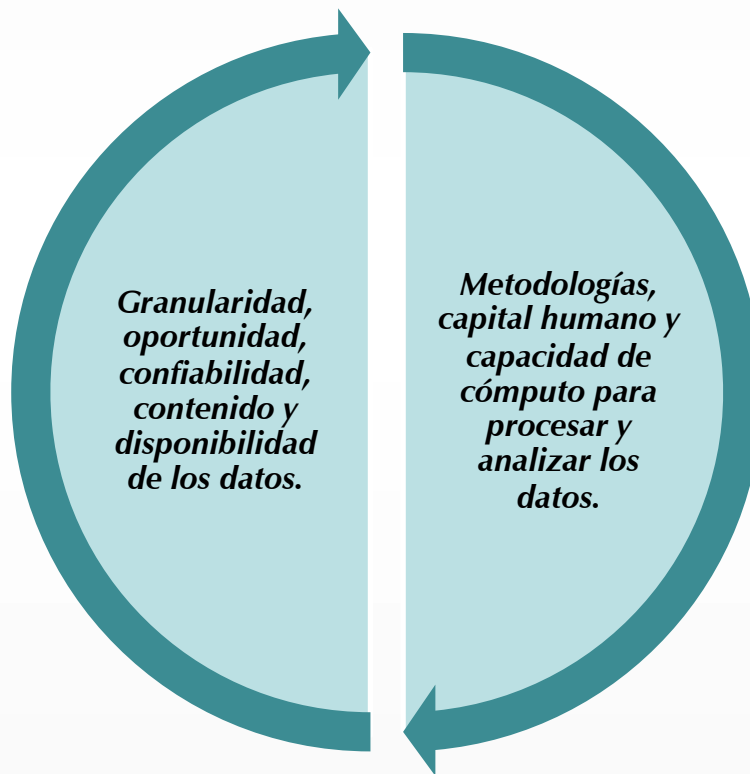 Granularidad,
oportunidad,
confiabilidad,
contenido y
disponibilidad
de los datos.
Metodologías,
capital humano y
capacidad de
cómputo para
procesar y
analizar los
datos.